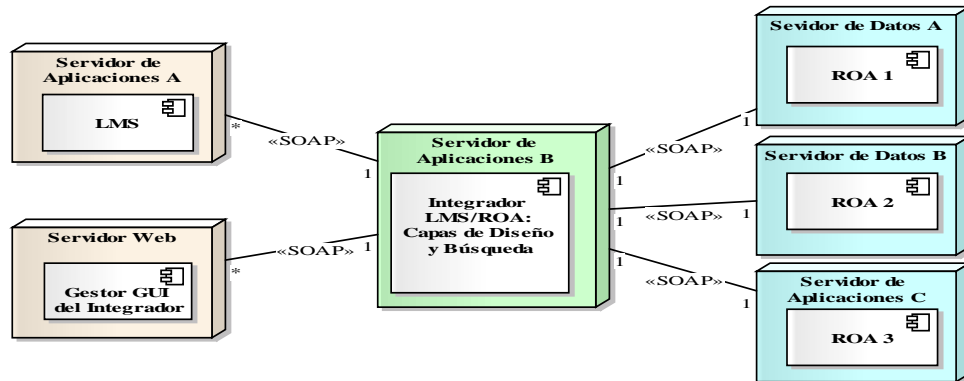 Servidor de
Aplicaciones A
LMS
*
«SOAP»
1
Servidor Web
Gestor GUI
del Integrador
*
«SOAP»
1
Servidor de
Aplicaciones B
Integrador
LMS/ROA:
Capas de Diseño
y Búsqueda
1
«SOAP»
1
1
«SOAP»
1
1
«SOAP»
1
Sevidor de Datos A
ROA 1
Servidor de Datos B
ROA 2
Servidor de
Aplicaciones C
ROA 3